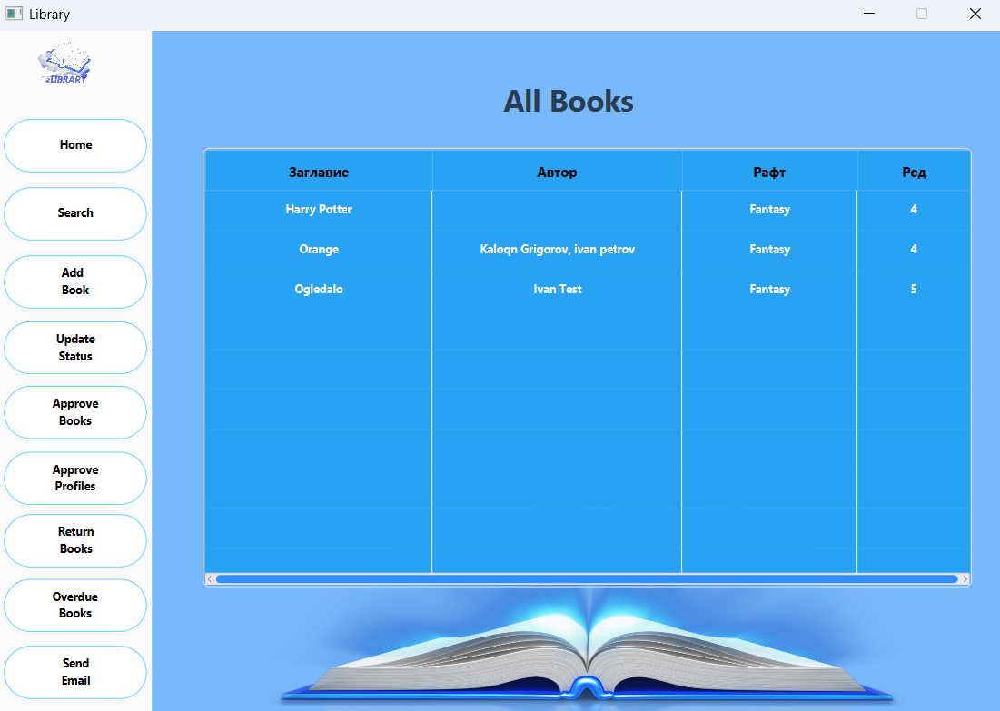 Library
eLIBRARY
Home
Search
Add
Book
Update
Status
Approve
Books
Approve
Profiles
Return
Books
Overdue
Books
Send
Email
All Books
Заглавие Автор Рафт Ред
Harry Potter Fantasy 4
Orange Kaloqn Grigorov, ivan petrov Fantasy 4
Ogledalo Ivan Test Fantasy 5